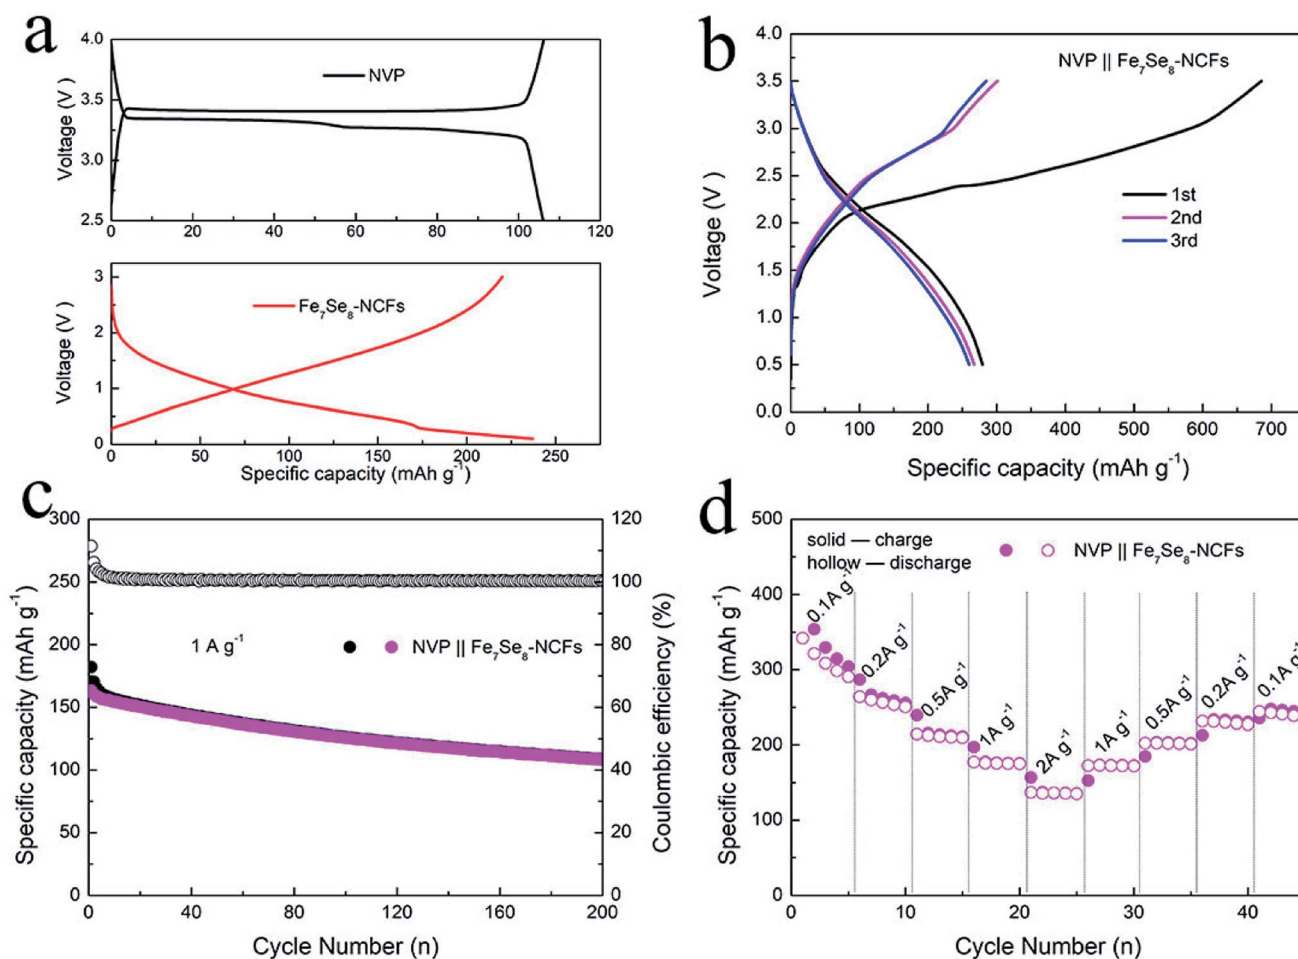 a
4.0
3.5
3.0
2.5
Voltage (V)
NVP
0 20 40 60 80 100 120
3
2
1
0
Voltage (V)
Fe₇Se₈-NCFs
0 50 100 150 200 250
Specific capacity (mAh g⁻¹)
b
4.0
3.5
3.0
2.5
2.0
1.5
1.0
0.5
0.0
Voltage (V)
NVP || Fe₇Se₈-NCFs
1st
2nd
3rd
0 100 200 300 400 500 600 700
Specific capacity (mAh g⁻¹)
c
300
250
200
150
100
50
0
Specific capacity (mAh g⁻¹)
1 A g⁻¹
NVP || Fe₇Se₈-NCFs
120
100
80
60
40
20
0
Coulombic efficiency (%)
0 40 80 120 160 200
Cycle Number (n)
d
500
400
300
200
100
0
Specific capacity (mAh g⁻¹)
solid — charge
hollow — discharge
NVP || Fe₇Se₈-NCFs
0.1A g⁻¹
0.2A g⁻¹
0.5A g⁻¹
1A g⁻¹
2A g⁻¹
1A g⁻¹
0.5A g⁻¹
0.2A g⁻¹
0.1A g⁻¹
0 10 20 30 40
Cycle Number (n)